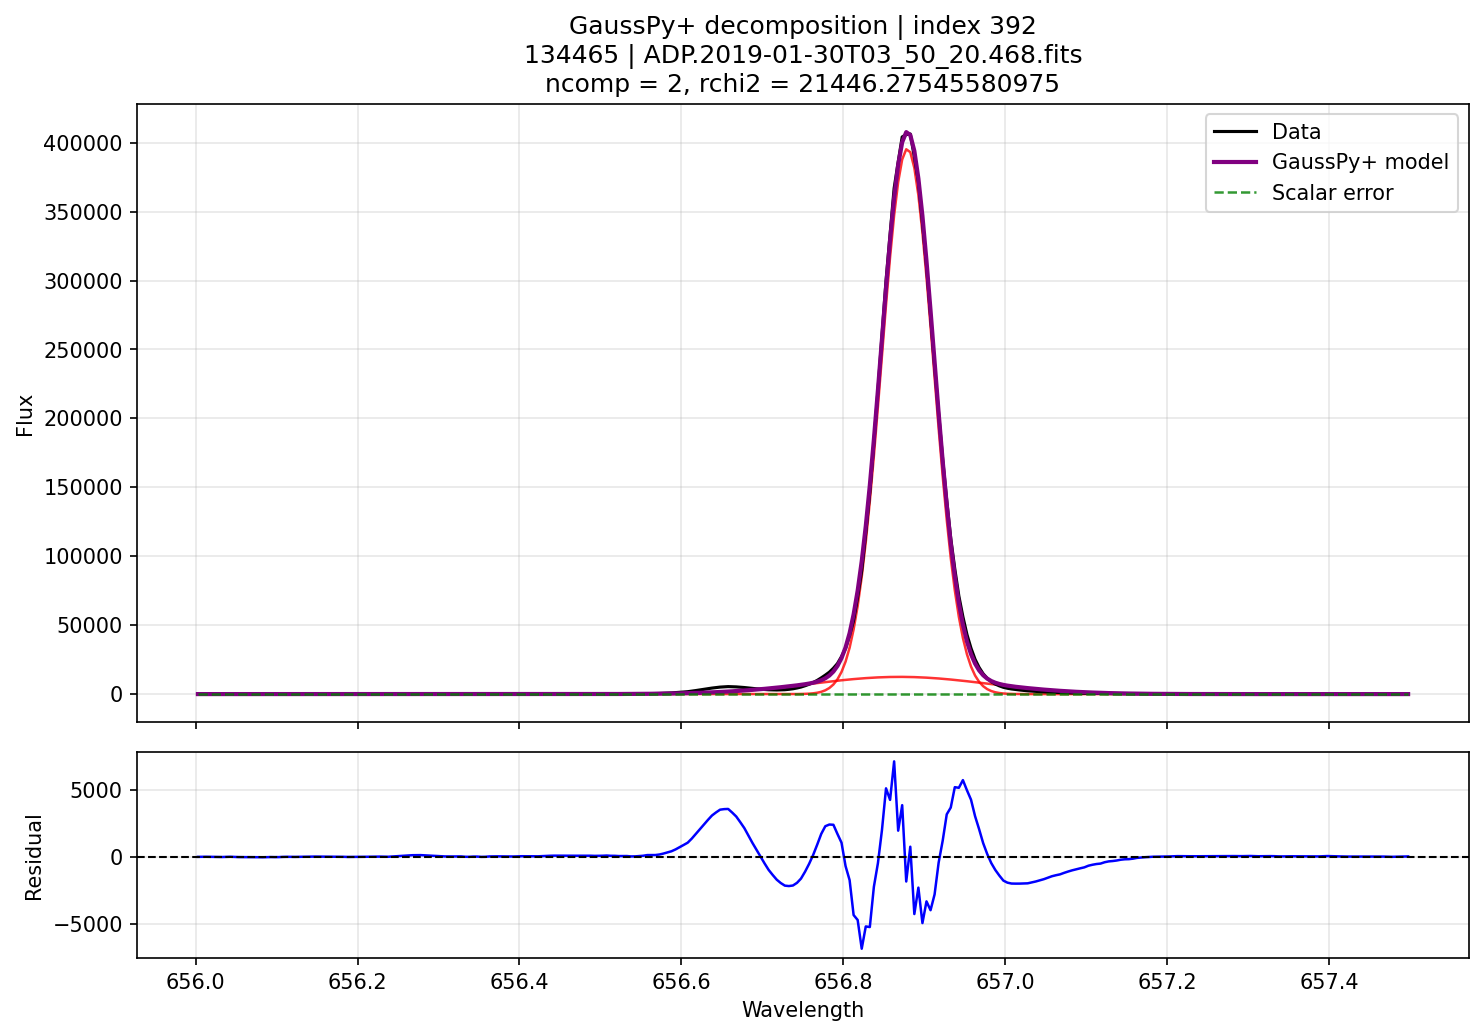 GaussPy+ decomposition | index 392
134465 | ADP.2019-01-30T03_50_20.468.fits
ncomp = 2, rchi2 = 21446.27545580975
Data
GaussPy+ model
Scalar error
400000
350000
300000
250000
200000
150000
100000
50000
0
Flux
5000
0
−5000
Residual
656.0 656.2 656.4 656.6 656.8 657.0 657.2 657.4
Wavelength